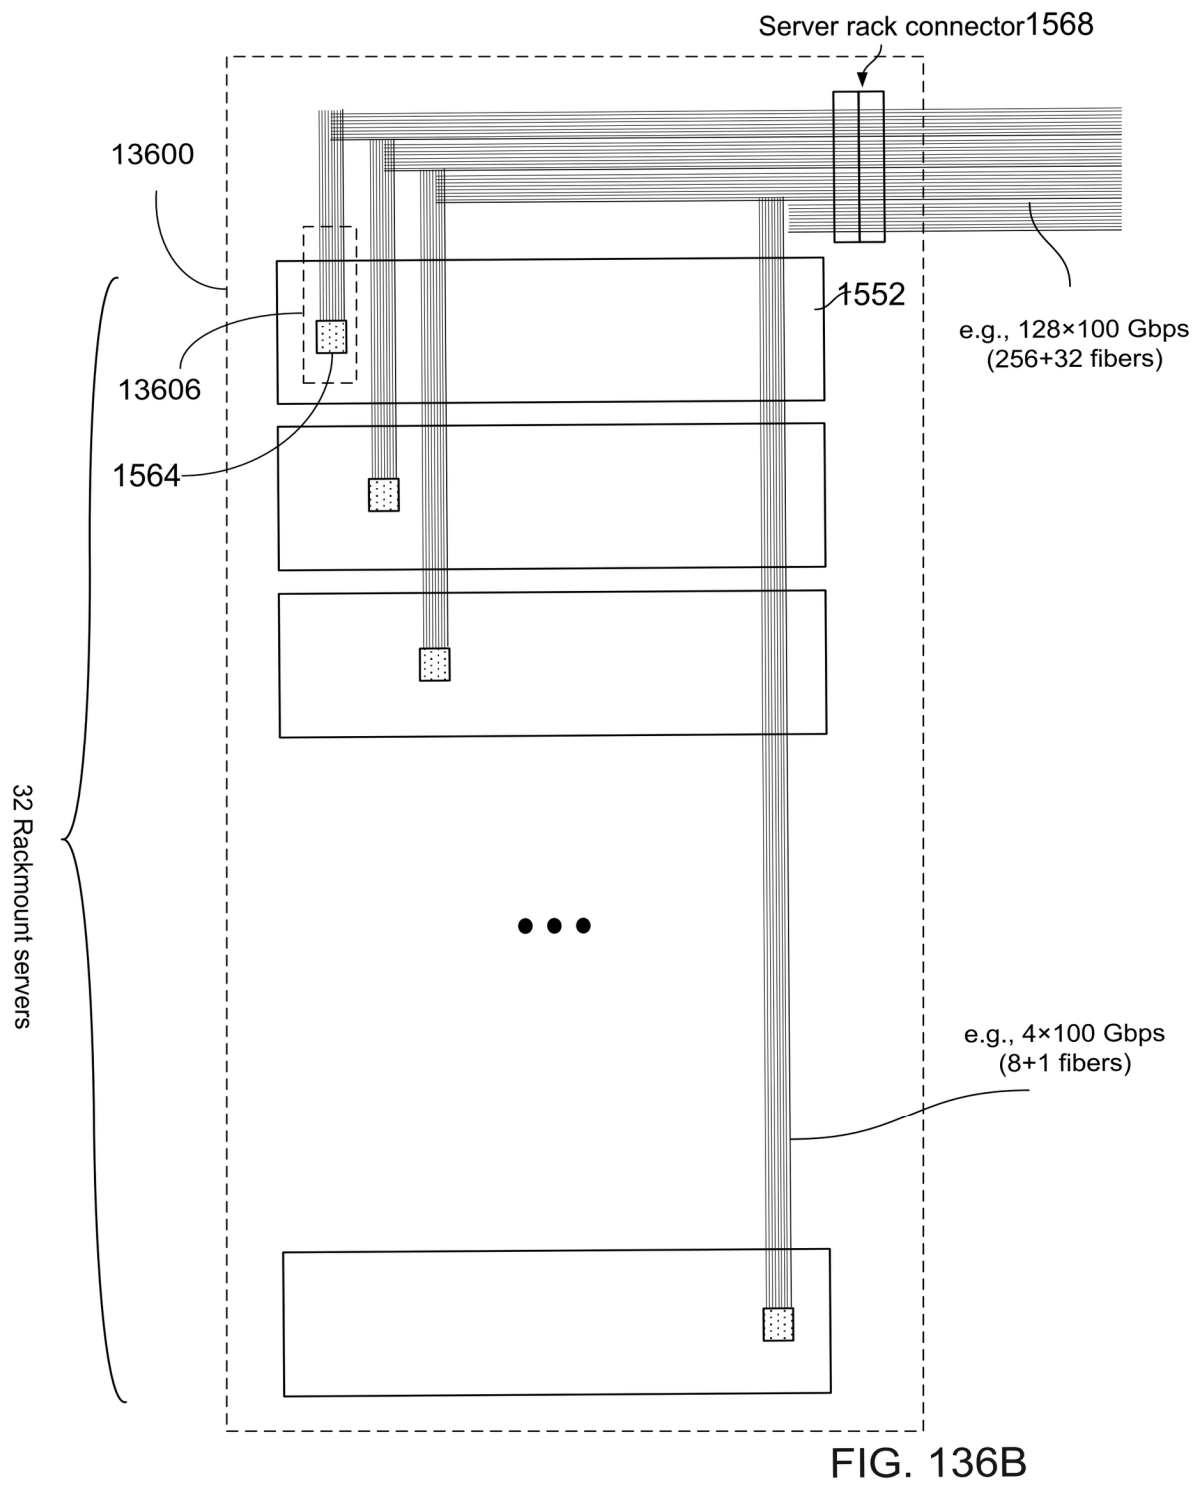 Server rack connector1568
13600
1552
e.g., 128×100 Gbps
(256+32 fibers)
13606
1564
32 Rackmount servers
e.g., 4×100 Gbps
(8+1 fibers)
FIG. 136B